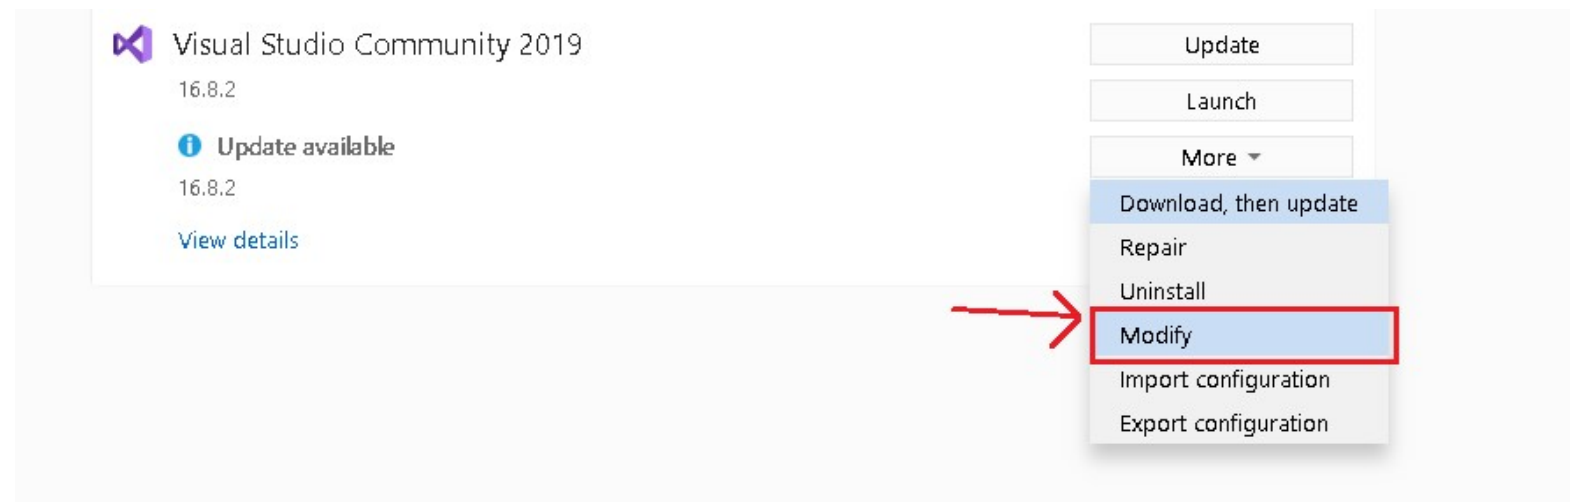 Visual Studio Community 2019
16.8.2
Update available
16.8.2
View details
Update
Launch
More
Download, then update
Repair
Uninstall
Modify
Import configuration
Export configuration